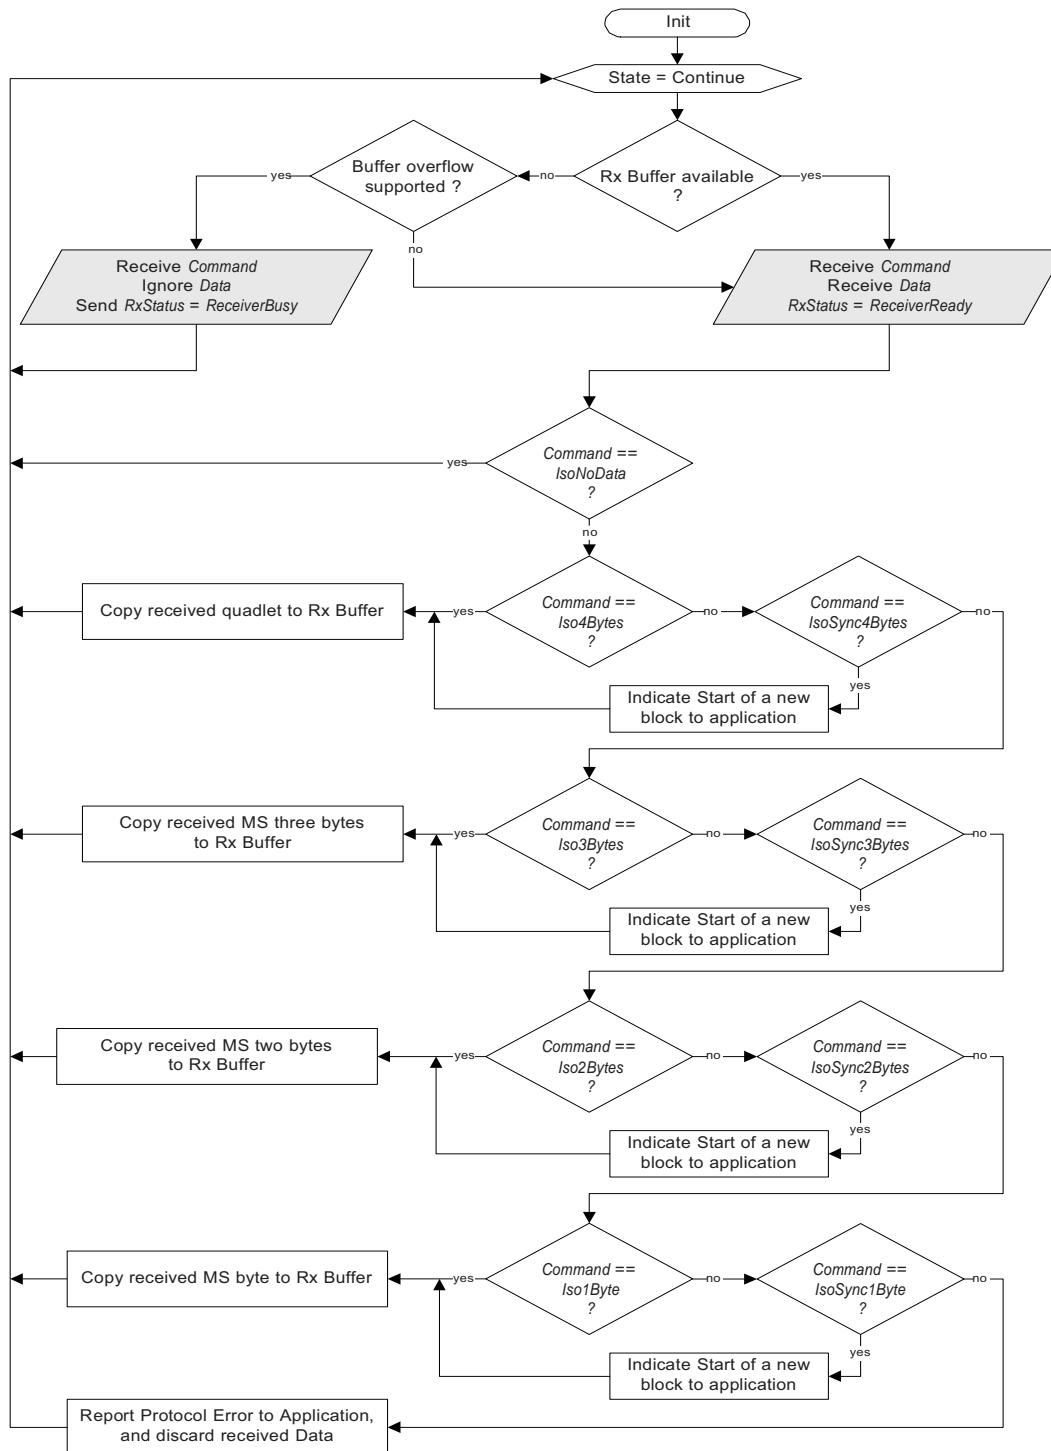 Init
State = Continue
Buffer overflow
supported ?
Rx Buffer available
?
yes
no
yes
no
Receive Command
Ignore Data
Send RxStatus = ReceiverBusy
Receive Command
Receive Data
RxStatus = ReceiverReady
Command ==
IsoNoData
?
yes
no
Copy received quadlet to Rx Buffer
yes
Command ==
Iso4Bytes
?
no
Command ==
IsoSync4Bytes
?
no
yes
Indicate Start of a new
block to application
Copy received MS three bytes
to Rx Buffer
yes
Command ==
Iso3Bytes
?
no
Command ==
IsoSync3Bytes
?
no
yes
Indicate Start of a new
block to application
Copy received MS two bytes
to Rx Buffer
yes
Command ==
Iso2Bytes
?
no
Command ==
IsoSync2Bytes
?
no
yes
Indicate Start of a new
block to application
Copy received MS byte to Rx Buffer
yes
Command ==
Iso1Byte
?
no
Command ==
IsoSync1Byte
?
no
yes
Indicate Start of a new
block to application
Report Protocol Error to Application,
and discard received Data